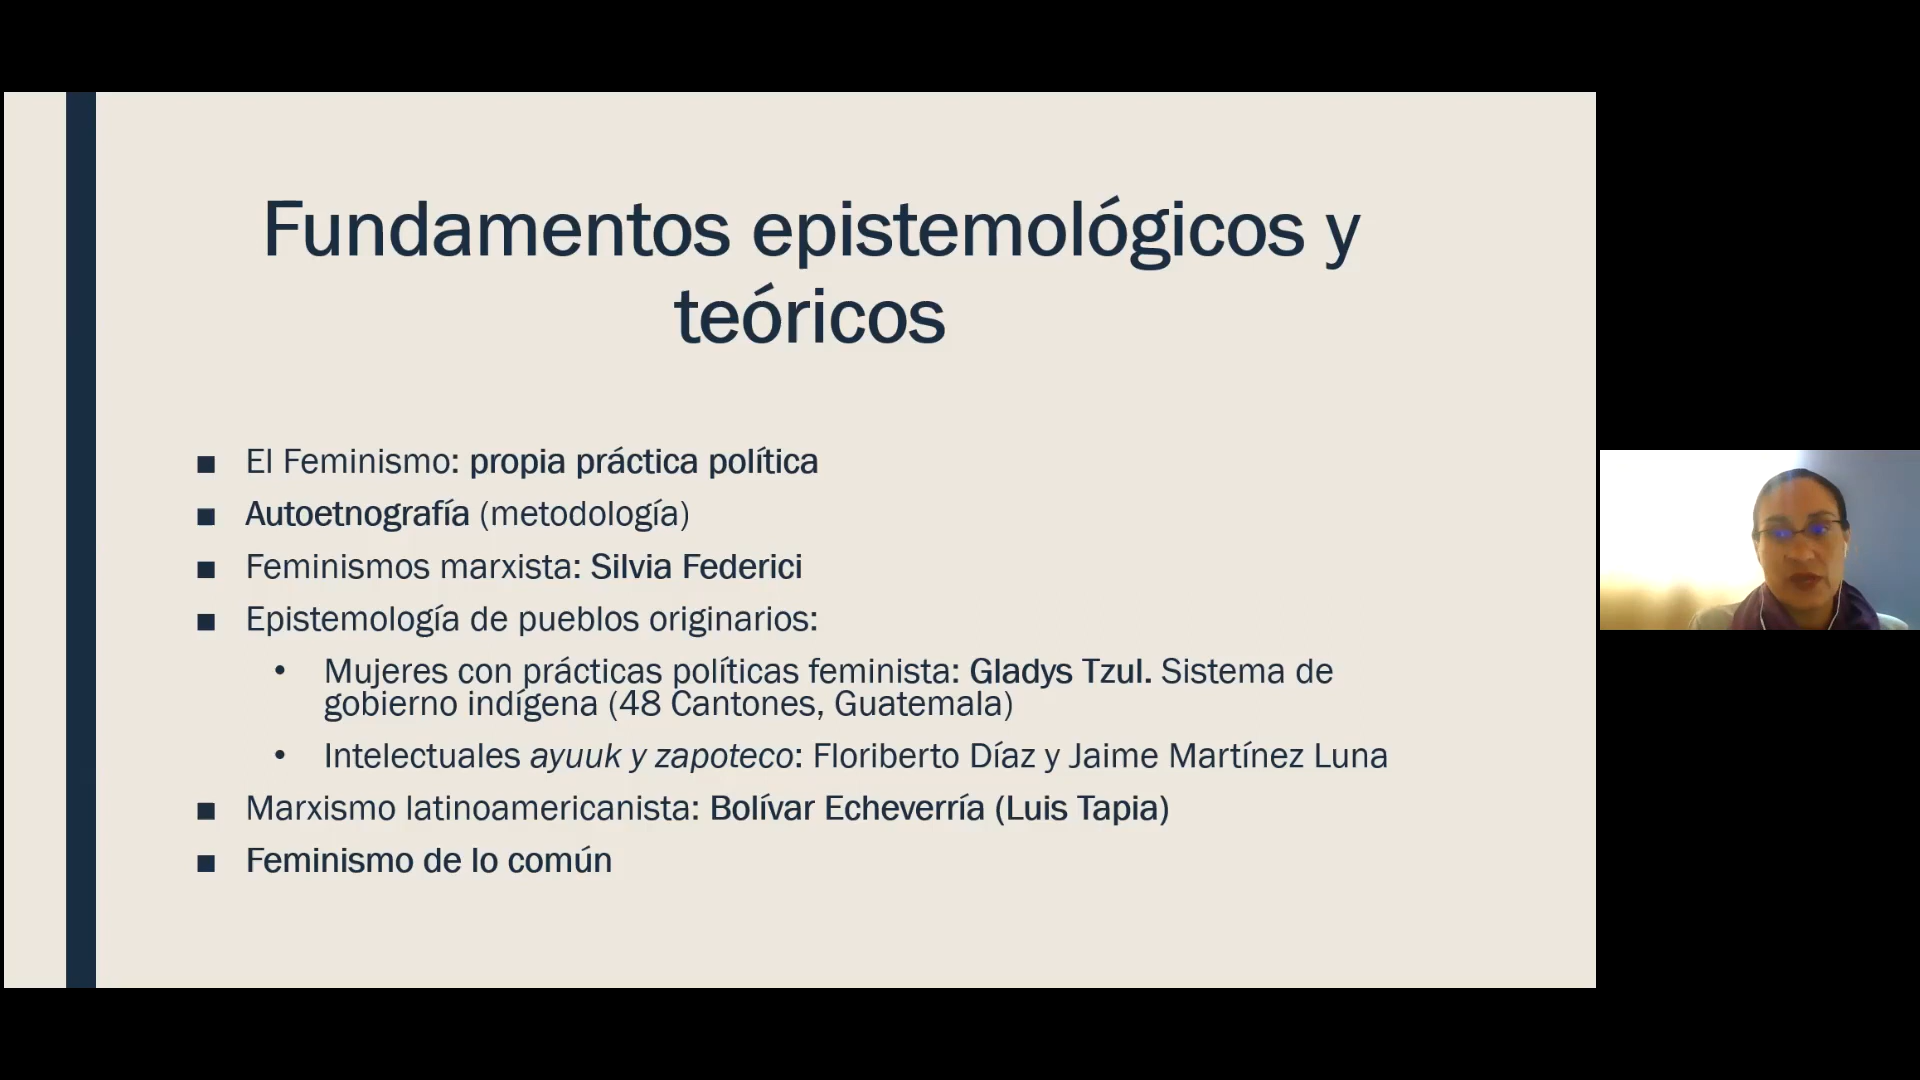 Fundamentos epistemológicos y
teóricos
■ El Feminismo: propia práctica política
■ Autoetnografía (metodología)
■ Feminismos marxista: Silvia Federici
■ Epistemología de pueblos originarios:
• Mujeres con prácticas políticas feminista: Gladys Tzul. Sistema de
gobierno indígena (48 Cantones, Guatemala)
• Intelectuales ayuuk y zapoteco: Floriberto Díaz y Jaime Martínez Luna
■ Marxismo latinoamericanista: Bolívar Echeverría (Luis Tapia)
■ Feminismo de lo común